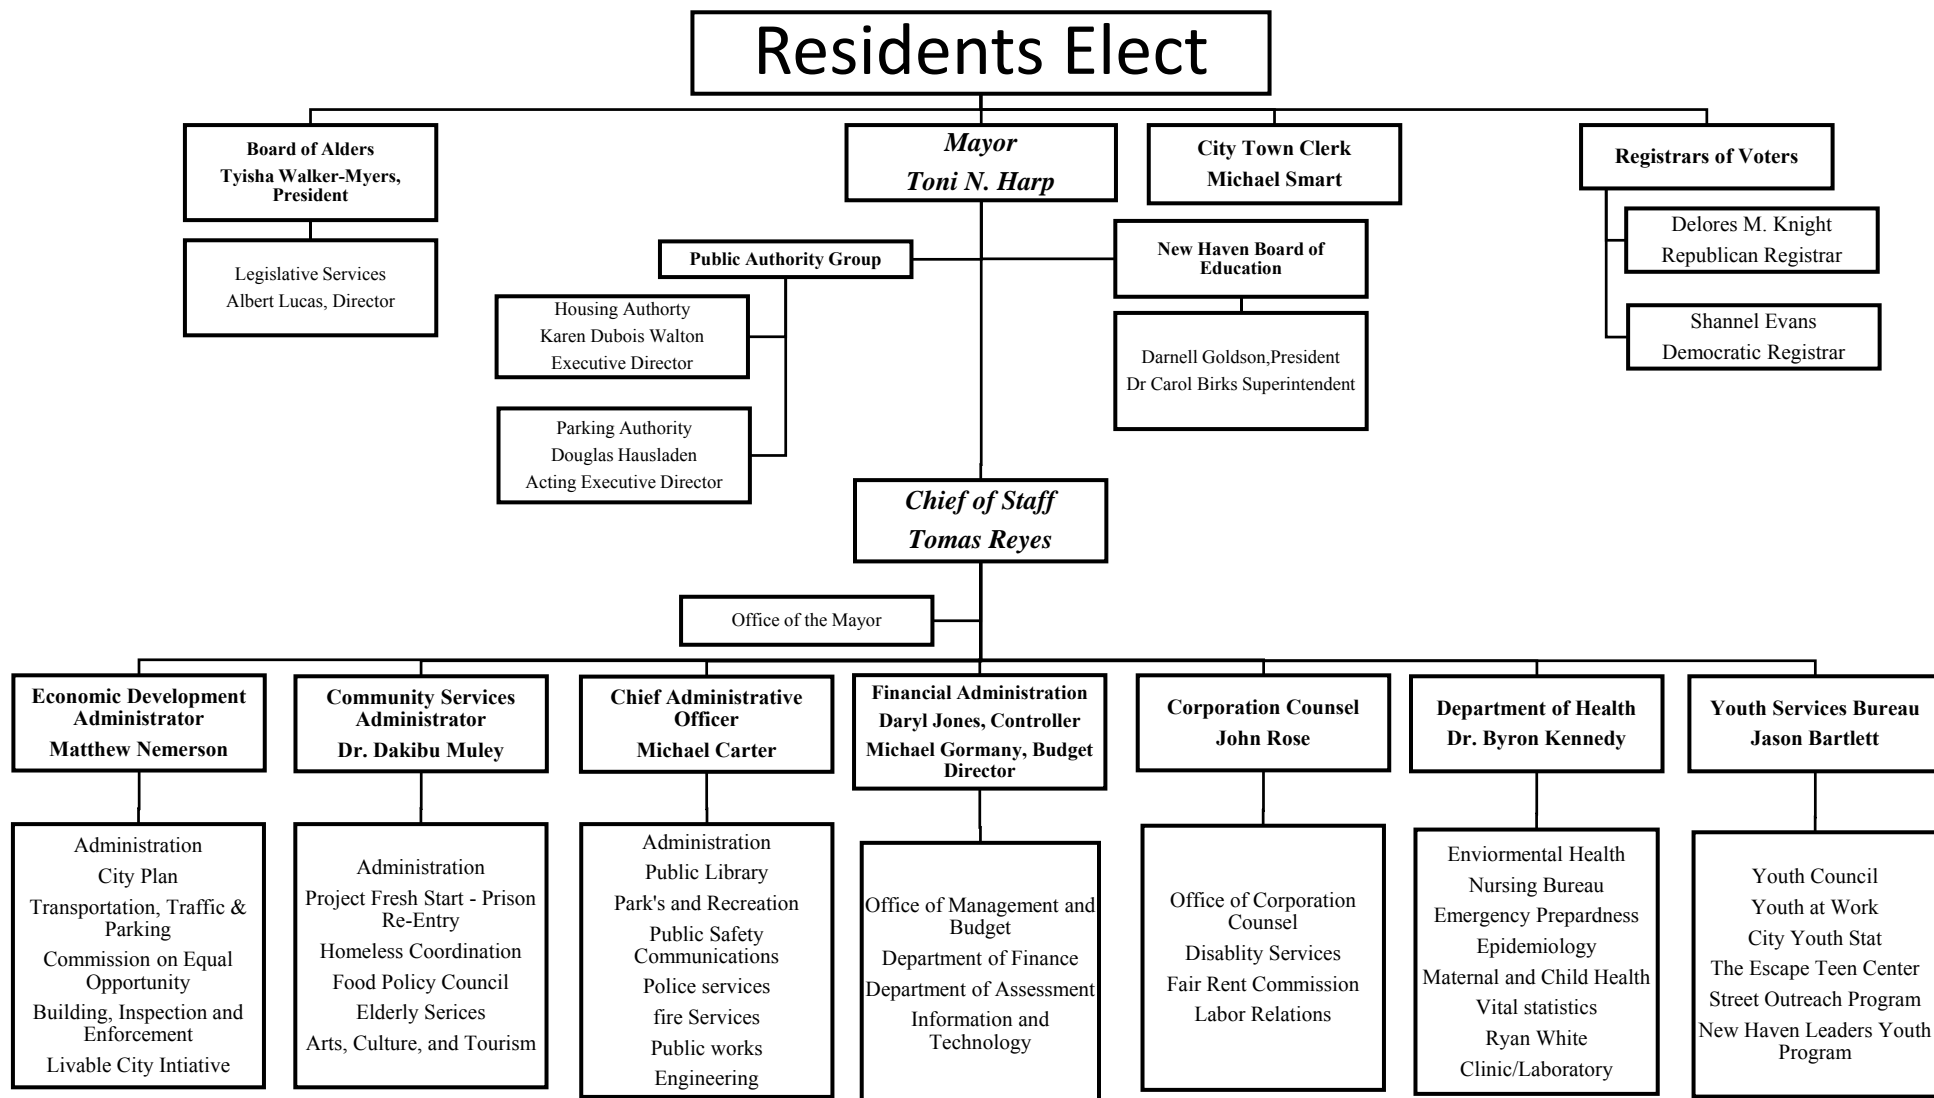 Residents Elect
Board of Alders
Tyisha Walker-Myers,
President
Mayor
Toni N. Harp
City Town Clerk
Michael Smart
Registrars of Voters
Legislative Services
Albert Lucas, Director
Public Authority Group
New Haven Board of
Education
Delores M. Knight
Republican Registrar
Housing Authorty
Karen Dubois Walton
Executive Director
Darnell Goldson,President
Dr Carol Birks Superintendent
Shannel Evans
Democratic Registrar
Parking Authority
Douglas Hausladen
Acting Executive Director
Chief of Staff
Tomas Reyes
Office of the Mayor
Economic Development
Administrator
Matthew Nemerson
Community Services
Administrator
Dr. Dakibu Muley
Chief Administrative
Officer
Michael Carter
Financial Administration
Daryl Jones, Controller
Michael Gormany, Budget
Director
Corporation Counsel
John Rose
Department of Health
Dr. Byron Kennedy
Youth Services Bureau
Jason Bartlett
Administration
City Plan
Transportation, Traffic &
Parking
Commission on Equal
Opportunity
Building, Inspection and
Enforcement
Livable City Intiative
Administration
Project Fresh Start - Prison
Re-Entry
Homeless Coordination
Food Policy Council
Elderly Serices
Arts, Culture, and Tourism
Administration
Public Library
Park's and Recreation
Public Safety
Communications
Police services
fire Services
Public works
Engineering
Office of Management and
Budget
Department of Finance
Department of Assessment
Information and
Technology
Office of Corporation
Counsel
Disablity Services
Fair Rent Commission
Labor Relations
Enviormental Health
Nursing Bureau
Emergency Prepardness
Epidemiology
Maternal and Child Health
Vital statistics
Ryan White
Clinic/Laboratory
Youth Council
Youth at Work
City Youth Stat
The Escape Teen Center
Street Outreach Program
New Haven Leaders Youth
Program